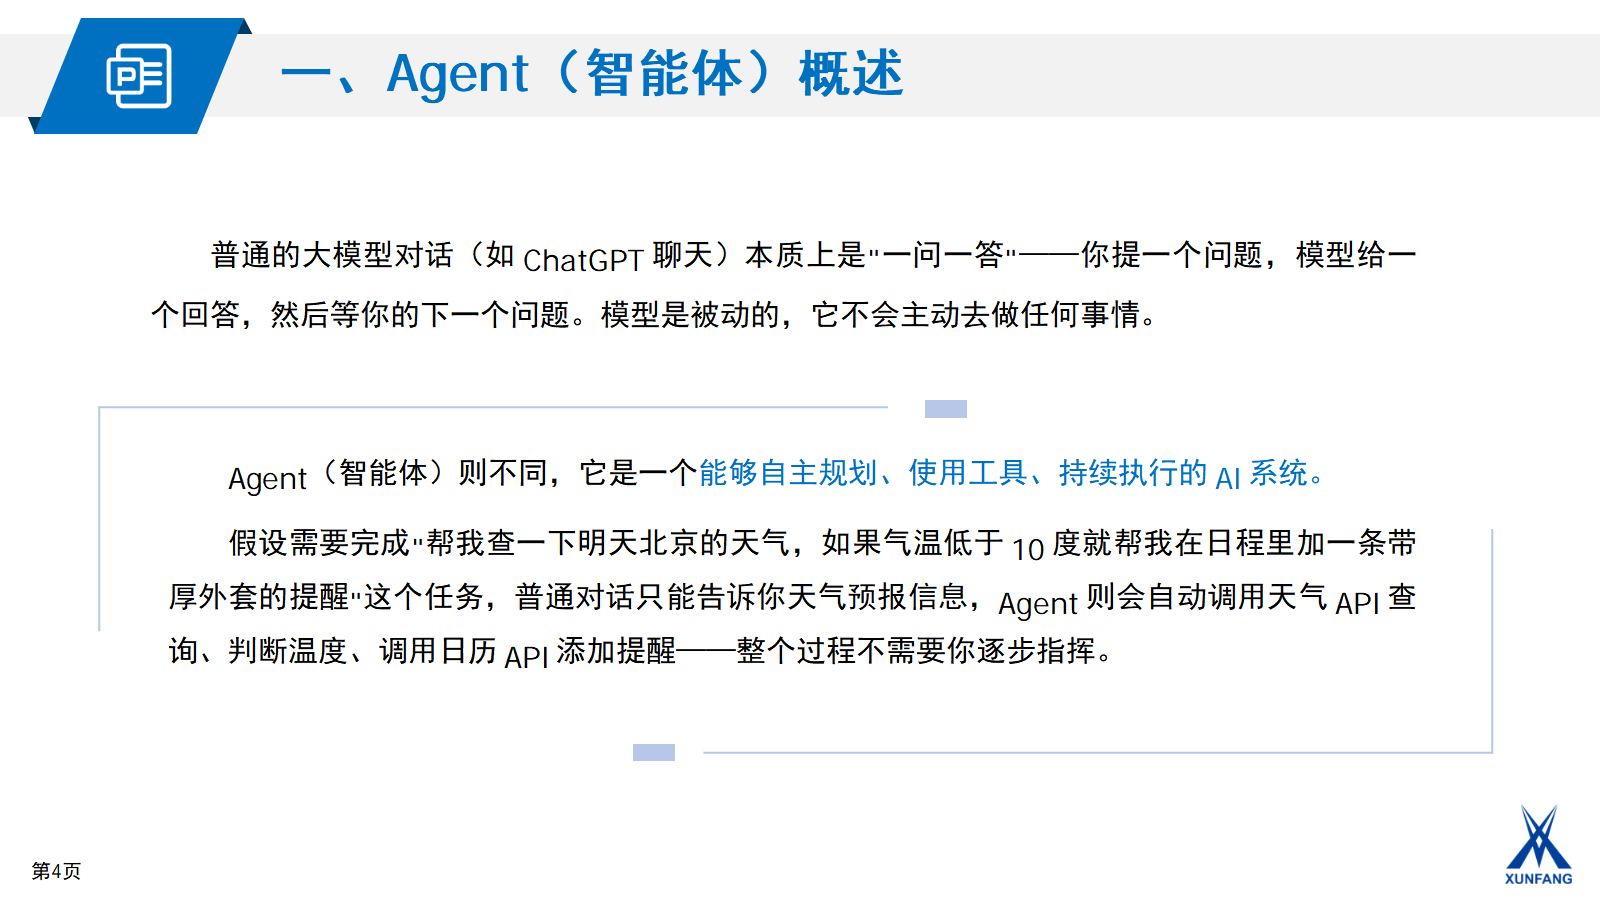 一、Agent（智能体）概述
普通的大模型对话（如 ChatGPT 聊天）本质上是"一问一答"——你提一个问题，模型给一
个回答，然后等你的下一个问题。模型是被动的，它不会主动去做任何事情。
Agent（智能体）则不同，它是一个能够自主规划、使用工具、持续执行的 AI 系统。
假设需要完成"帮我查一下明天北京的天气，如果气温低于 10 度就帮我在日程里加一条带
厚外套的提醒"这个任务，普通对话只能告诉你天气预报信息，Agent 则会自动调用天气 API 查
询、判断温度、调用日历 API 添加提醒——整个过程不需要你逐步指挥。
第4页
XUNFANG